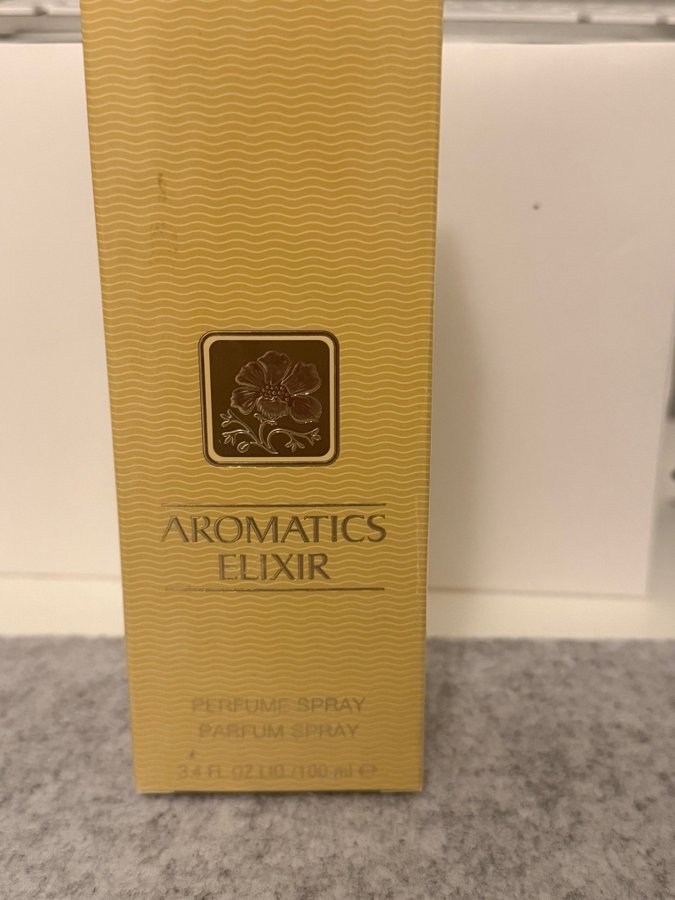 AROMATICS
ELIXIR
PERFUME SPRAY
PARFUM SPRAY
3.4 FL OZ LIQ /100 ml ℮